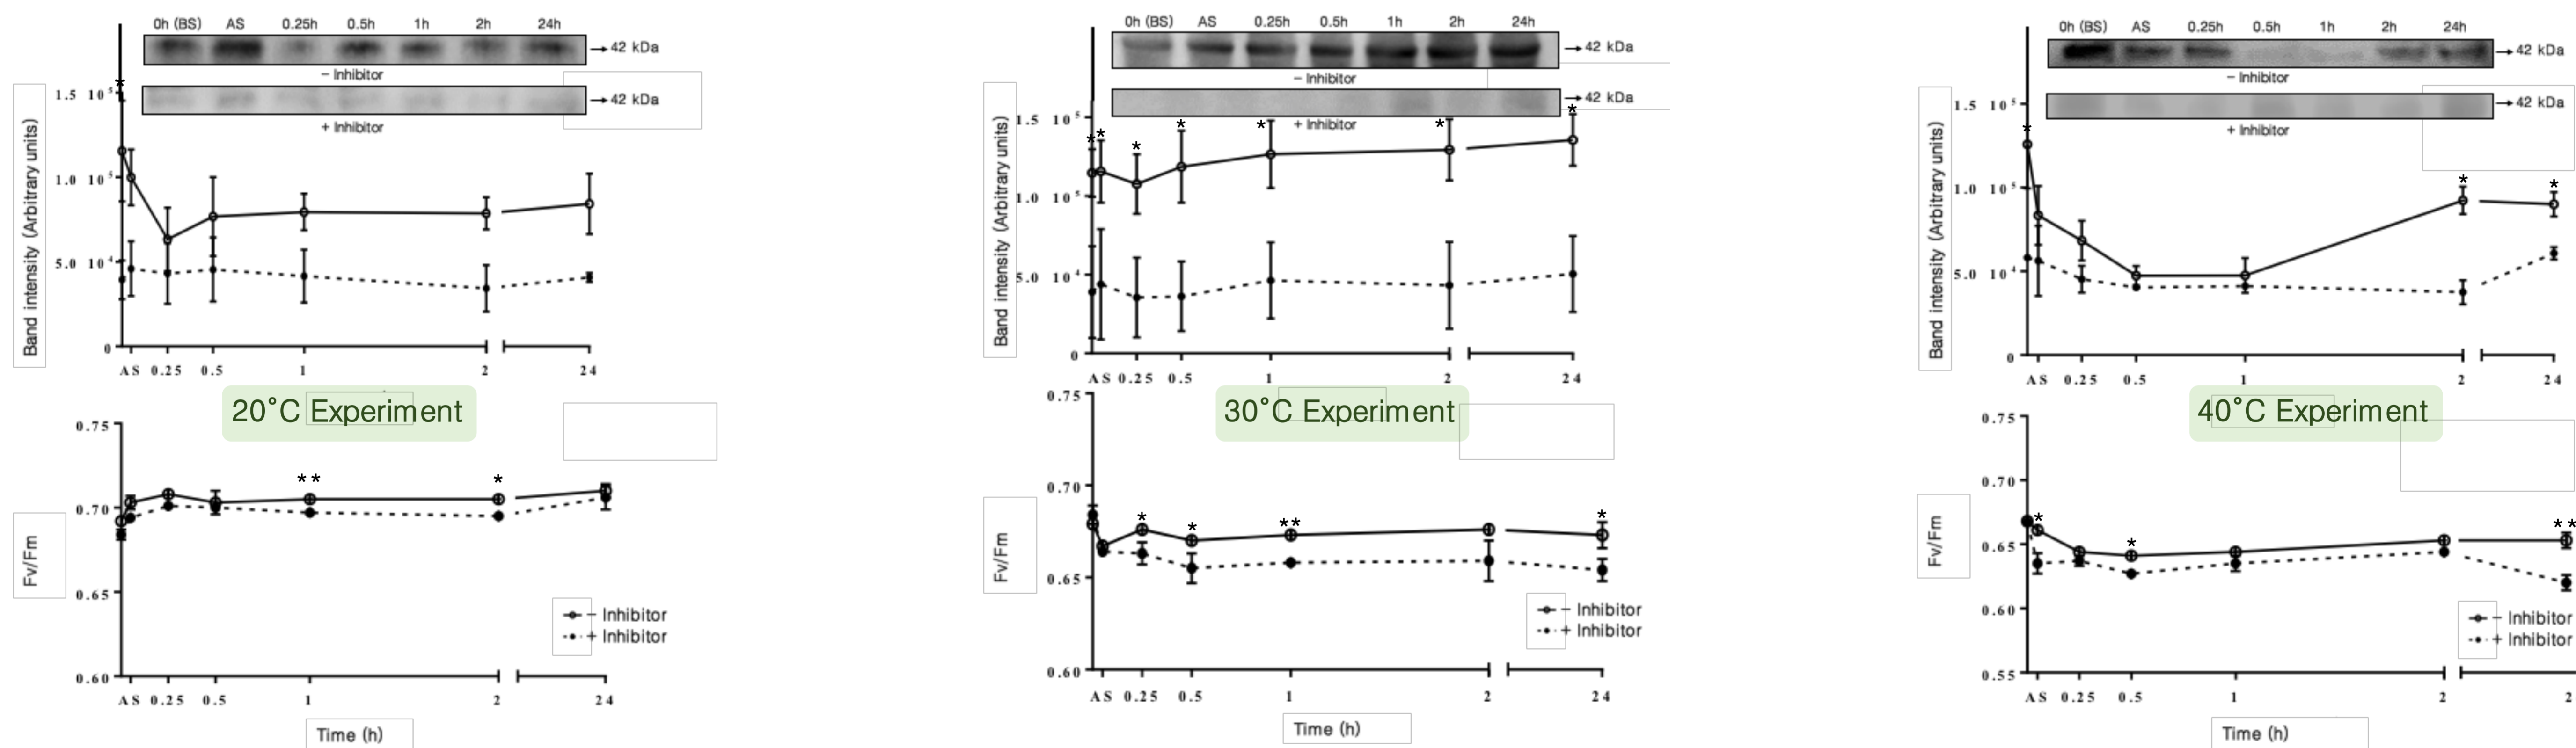 0h (BS) AS 0.25h 0.5h 1h 2h 24h
→ 42 kDa
− Inhibitor
→ 42 kDa
+ Inhibitor
Band intensity (Arbitrary units)
*
1.5 10⁵
1.0 10⁵
5.0 10⁴
0
AS 0.25 0.5 1 2 24
20°C Experiment
Fv/Fm
0.75
0.70
0.65
0.60
** *
− Inhibitor
+ Inhibitor
AS 0.25 0.5 1 2 24
Time (h)
0h (BS) AS 0.25h 0.5h 1h 2h 24h
→ 42 kDa
− Inhibitor
→ 42 kDa
+ Inhibitor
Band intensity (Arbitrary units)
* * * * * * *
1.5 10⁵
1.0 10⁵
5.0 10⁴
0
AS 0.25 0.5 1 2 24
30°C Experiment
Fv/Fm
0.75
0.70
0.65
0.60
* * ** *
− Inhibitor
+ Inhibitor
AS 0.25 0.5 1 2 24
Time (h)
0h (BS) AS 0.25h 0.5h 1h 2h 24h
→ 42 kDa
− Inhibitor
→ 42 kDa
+ Inhibitor
Band intensity (Arbitrary units)
* * *
1.5 10⁵
1.0 10⁵
5.0 10⁴
0
AS 0.25 0.5 1 2 24
40°C Experiment
Fv/Fm
0.75
0.70
0.65
0.60
0.55
* * **
− Inhibitor
+ Inhibitor
AS 0.25 0.5 1 2 2
Time (h)